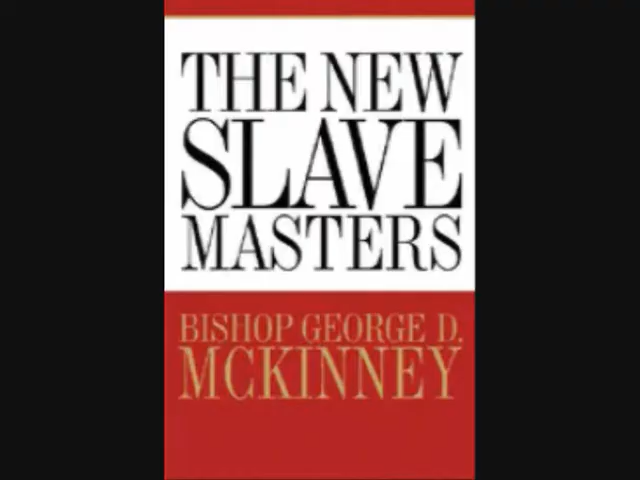 THE NEW
SLAVE
MASTERS
BISHOP GEORGE D.
MCKINNEY